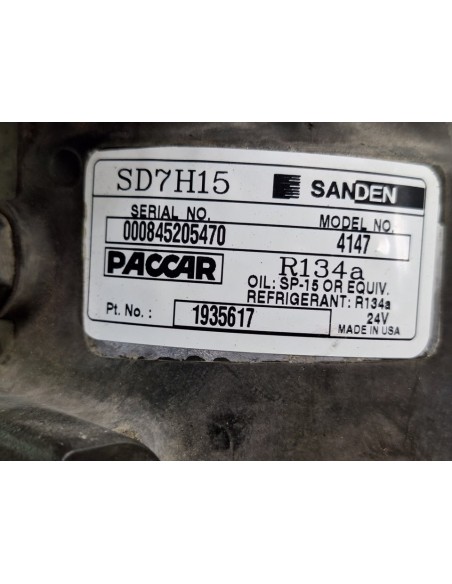 SD7H15 SANDEN
SERIAL NO. MODEL NO.
000845205470 4147
PACCAR R134a
OIL: SP-15 OR EQUIV.
REFRIGERANT: R134a
Pt. No.: 1935617 24V
MADE IN USA